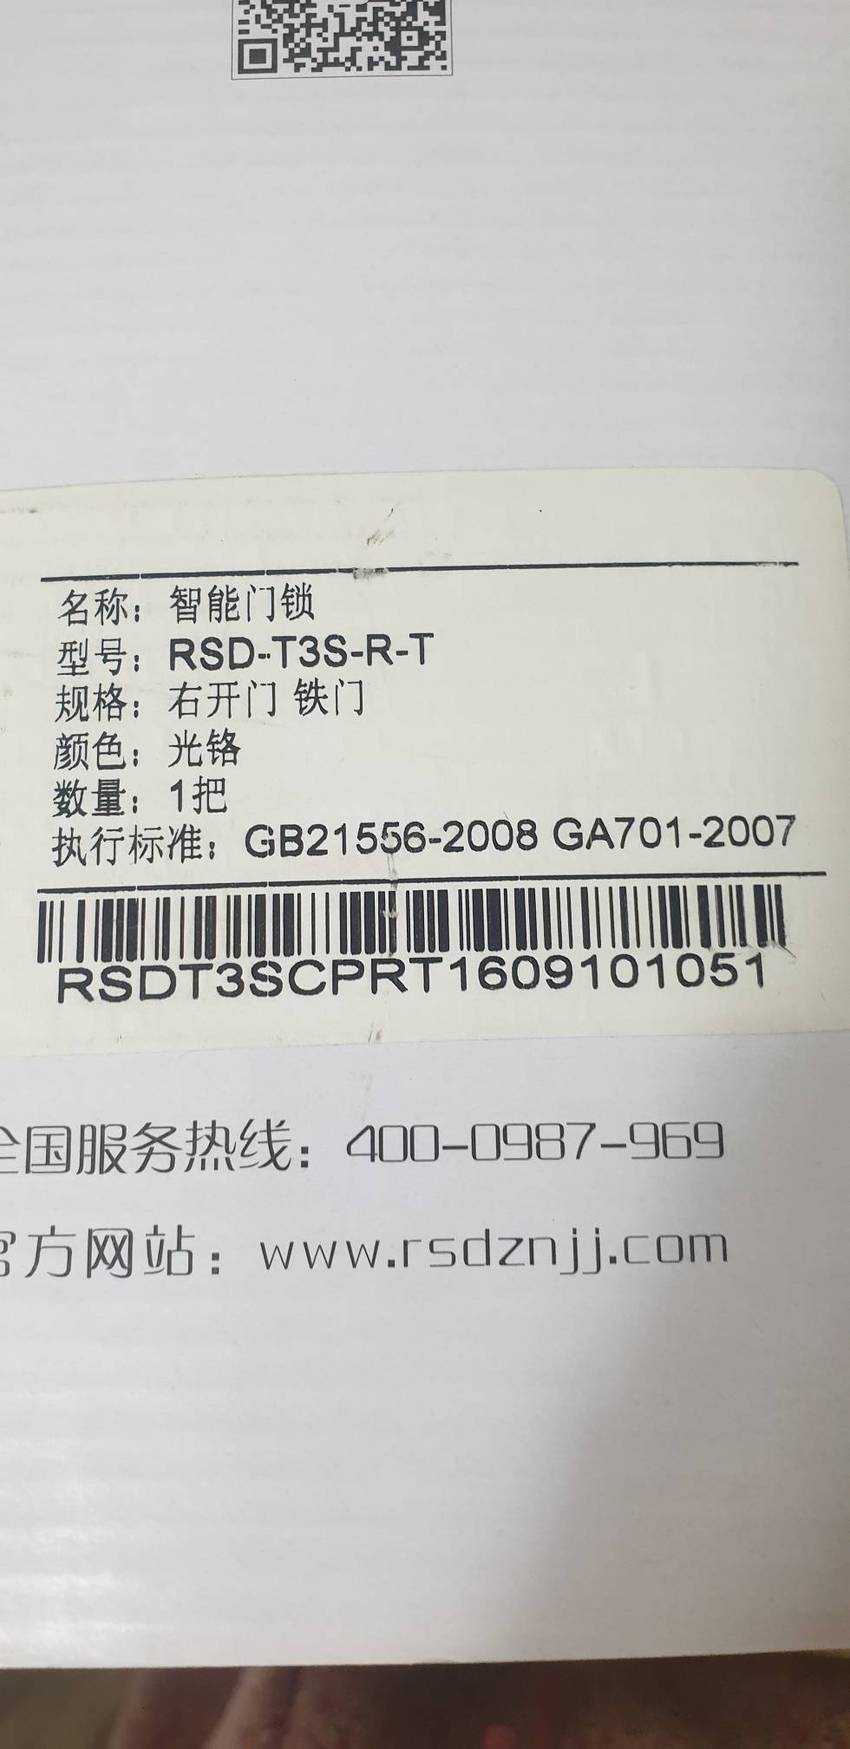 名称：智能门锁
型号：RSD-T3S-R-T
规格：右开门 铁门
颜色：光铬
数量：1把
执行标准：GB21556-2008 GA701-2007
RSDT3SCPRT1609101051
全国服务热线：400-0987-969
官方网站：www.rsdznjj.com